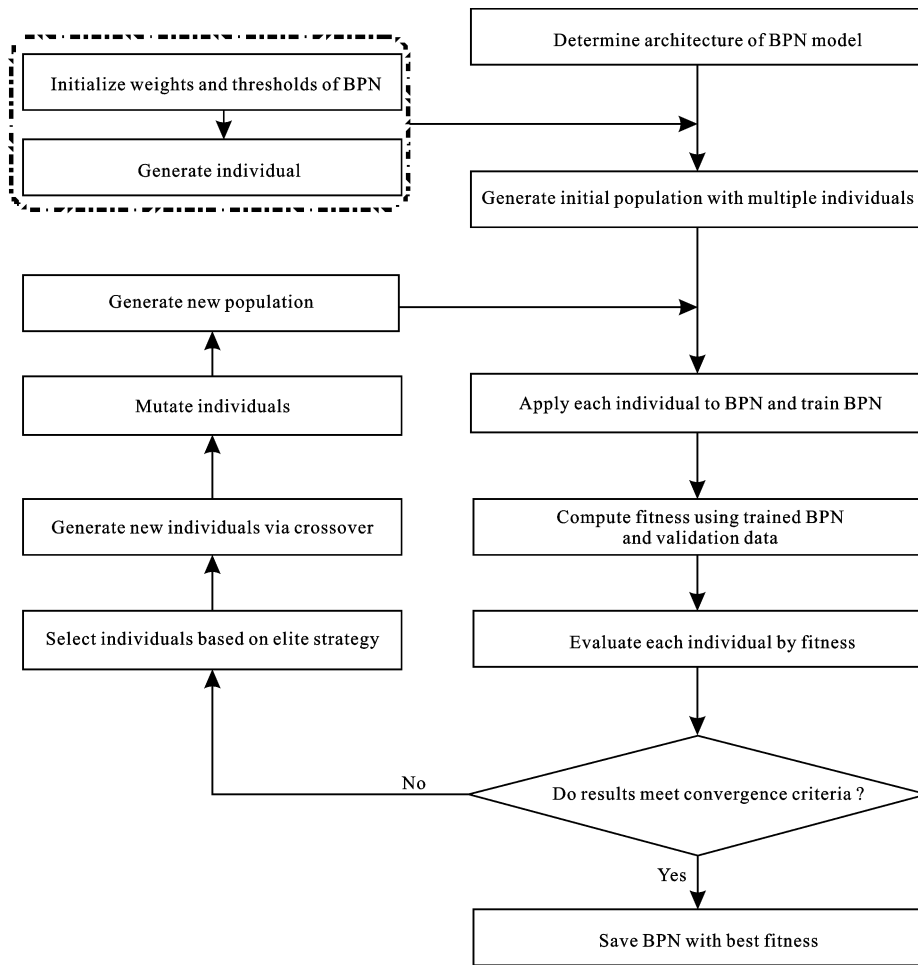 Determine architecture of BPN model
Initialize weights and thresholds of BPN
Generate individual
Generate initial population with multiple individuals
Generate new population
Mutate individuals
Apply each individual to BPN and train BPN
Generate new individuals via crossover
Compute fitness using trained BPN
and validation data
Select individuals based on elite strategy
Evaluate each individual by fitness
No
Do results meet convergence criteria ?
Yes
Save BPN with best fitness